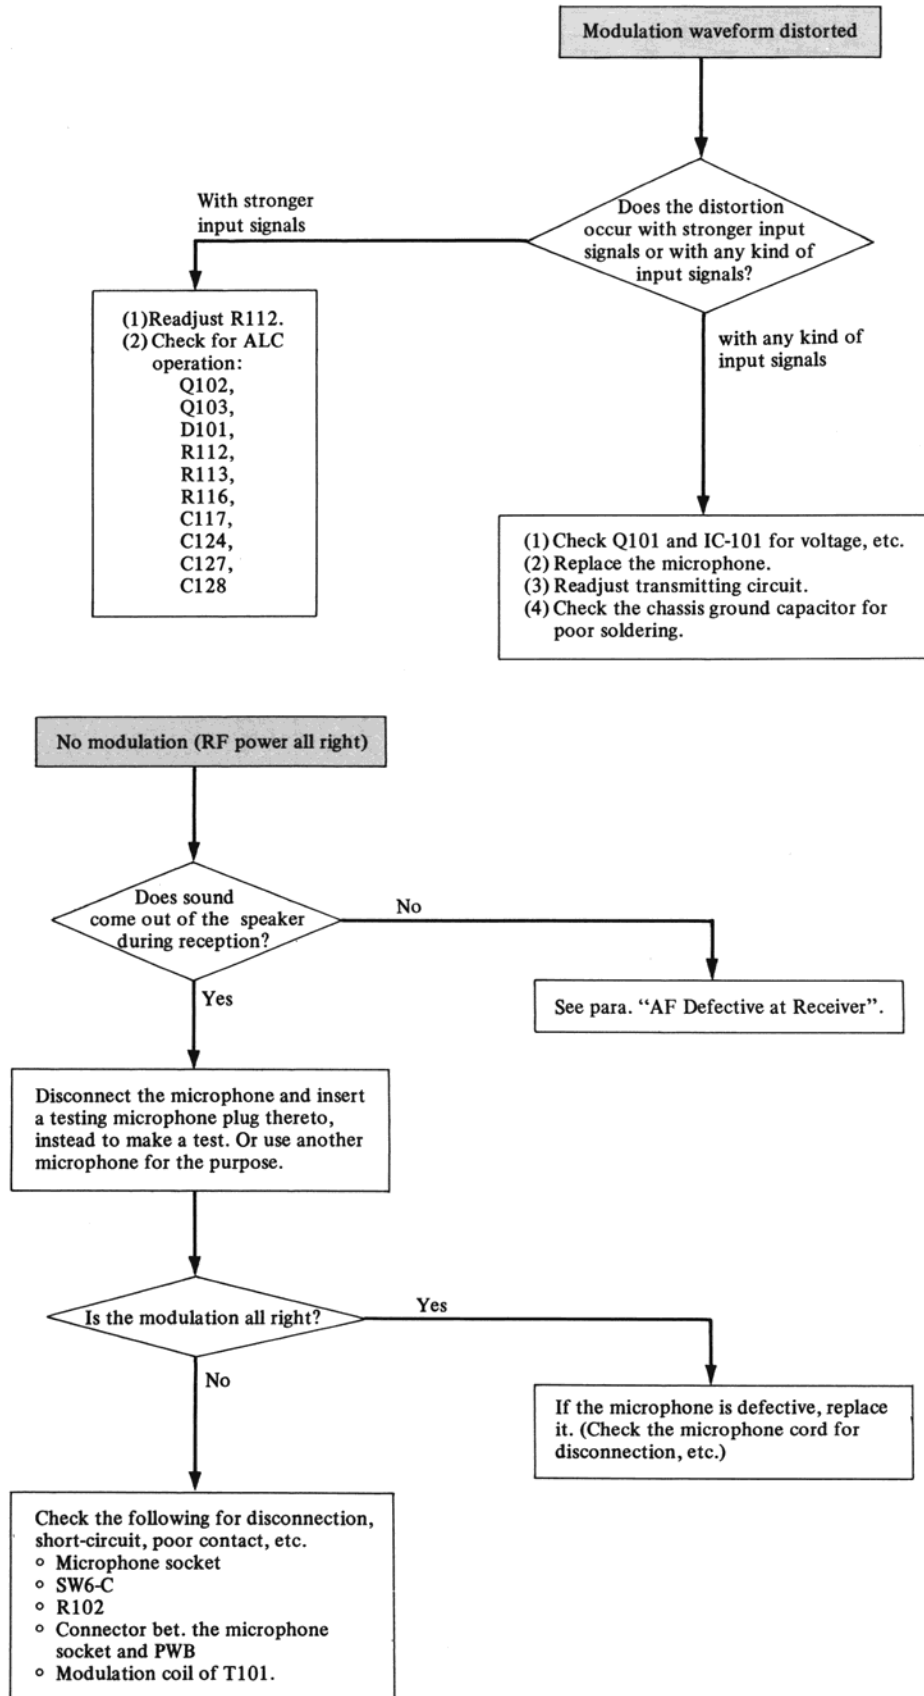 Modulation waveform distorted
Does the distortion
occur with stronger input
signals or with any kind of
input signals?
With stronger
input signals
(1)Readjust R112.
(2) Check for ALC
operation:
Q102,
Q103,
D101,
R112,
R113,
R116,
C117,
C124,
C127,
C128
with any kind of
input signals
(1) Check Q101 and IC-101 for voltage, etc.
(2) Replace the microphone.
(3) Readjust transmitting circuit.
(4) Check the chassis ground capacitor for
poor soldering.
No modulation (RF power all right)
Does sound
come out of the speaker
during reception?
No
See para. “AF Defective at Receiver”.
Yes
Disconnect the microphone and insert
a testing microphone plug thereto,
instead to make a test. Or use another
microphone for the purpose.
Is the modulation all right?
Yes
If the microphone is defective, replace
it. (Check the microphone cord for
disconnection, etc.)
No
Check the following for disconnection,
short-circuit, poor contact, etc.
○ Microphone socket
○ SW6-C
○ R102
○ Connector bet. the microphone
socket and PWB
○ Modulation coil of T101.